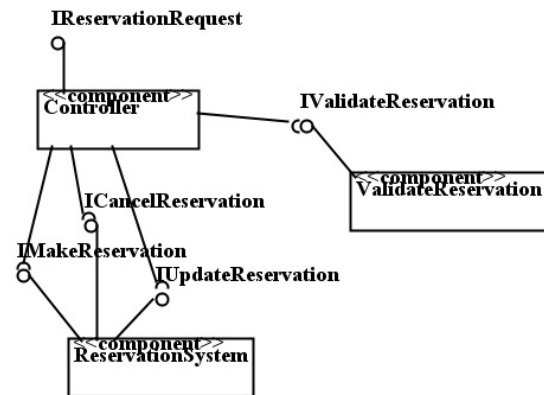 IReservationRequest
<<component>>
Controller
IValidateReservation
<<component>>
ValidateReservation
ICancelReservation
IMakeReservation
IUpdateReservation
<<component>>
ReservationSystem